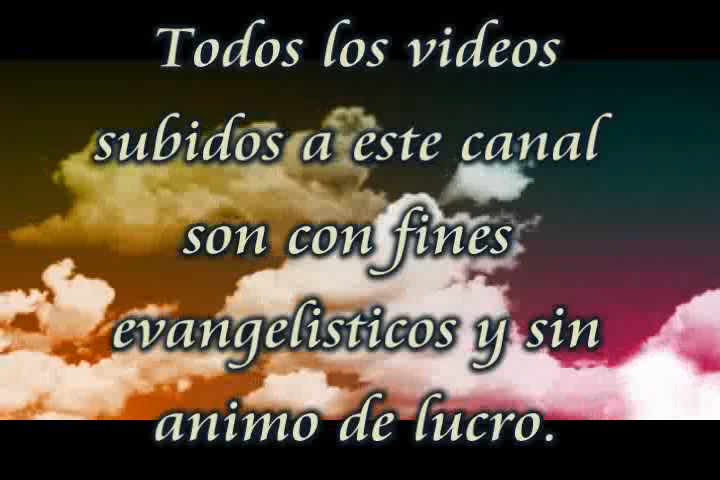 Todos los videos
subidos a este canal
son con fines
evangelisticos y sin
animo de lucro.